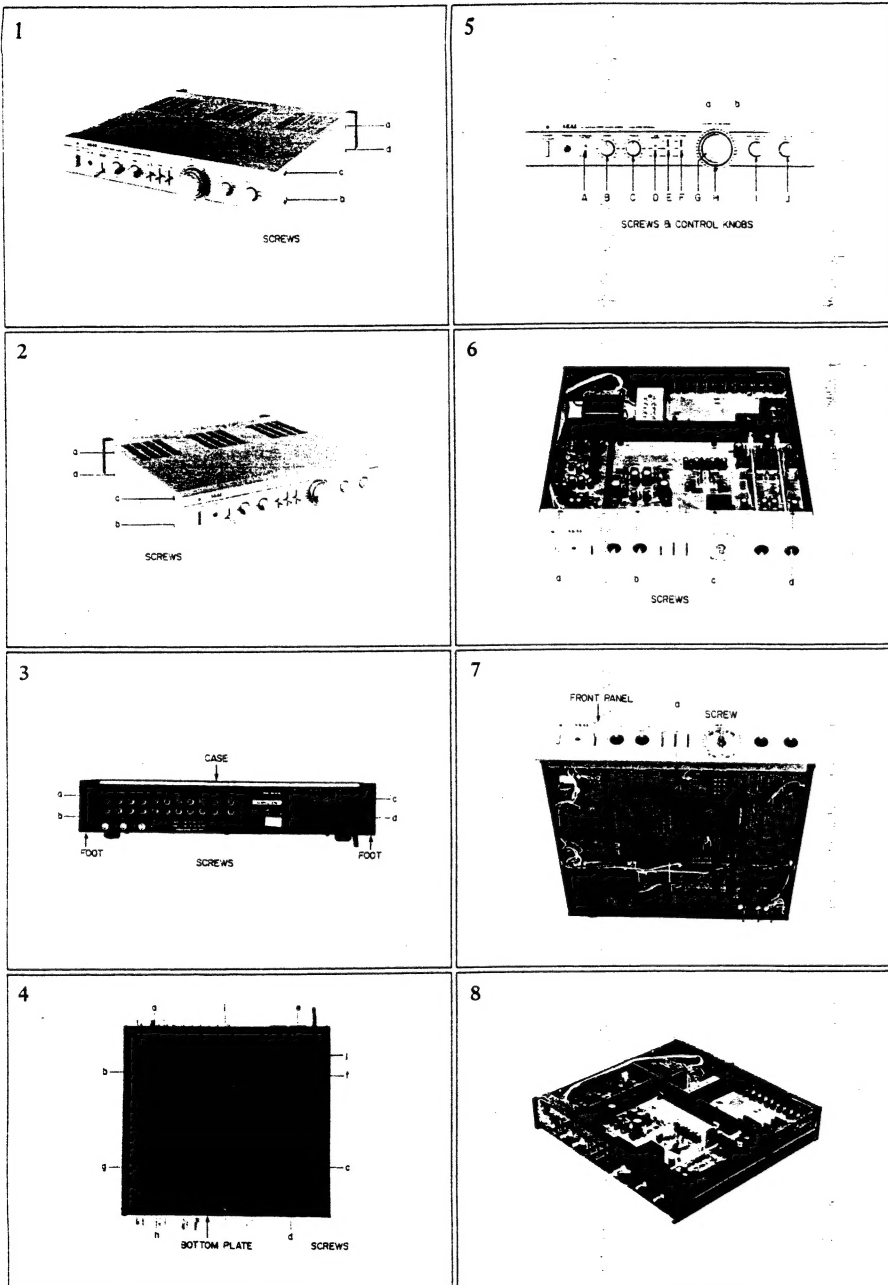 1
a
d
c
b
SCREWS
2
a
d
c
b
SCREWS
3
CASE
a
b
c
d
FOOT
SCREWS
FOOT
4
a
i
e
j
b
f
g
c
h
BOTTOM PLATE
d
SCREWS
5
a b
A B C D E F G H I J
SCREWS & CONTROL KNOBS
6
a b c d
SCREWS
7
FRONT PANEL
a
SCREW
8